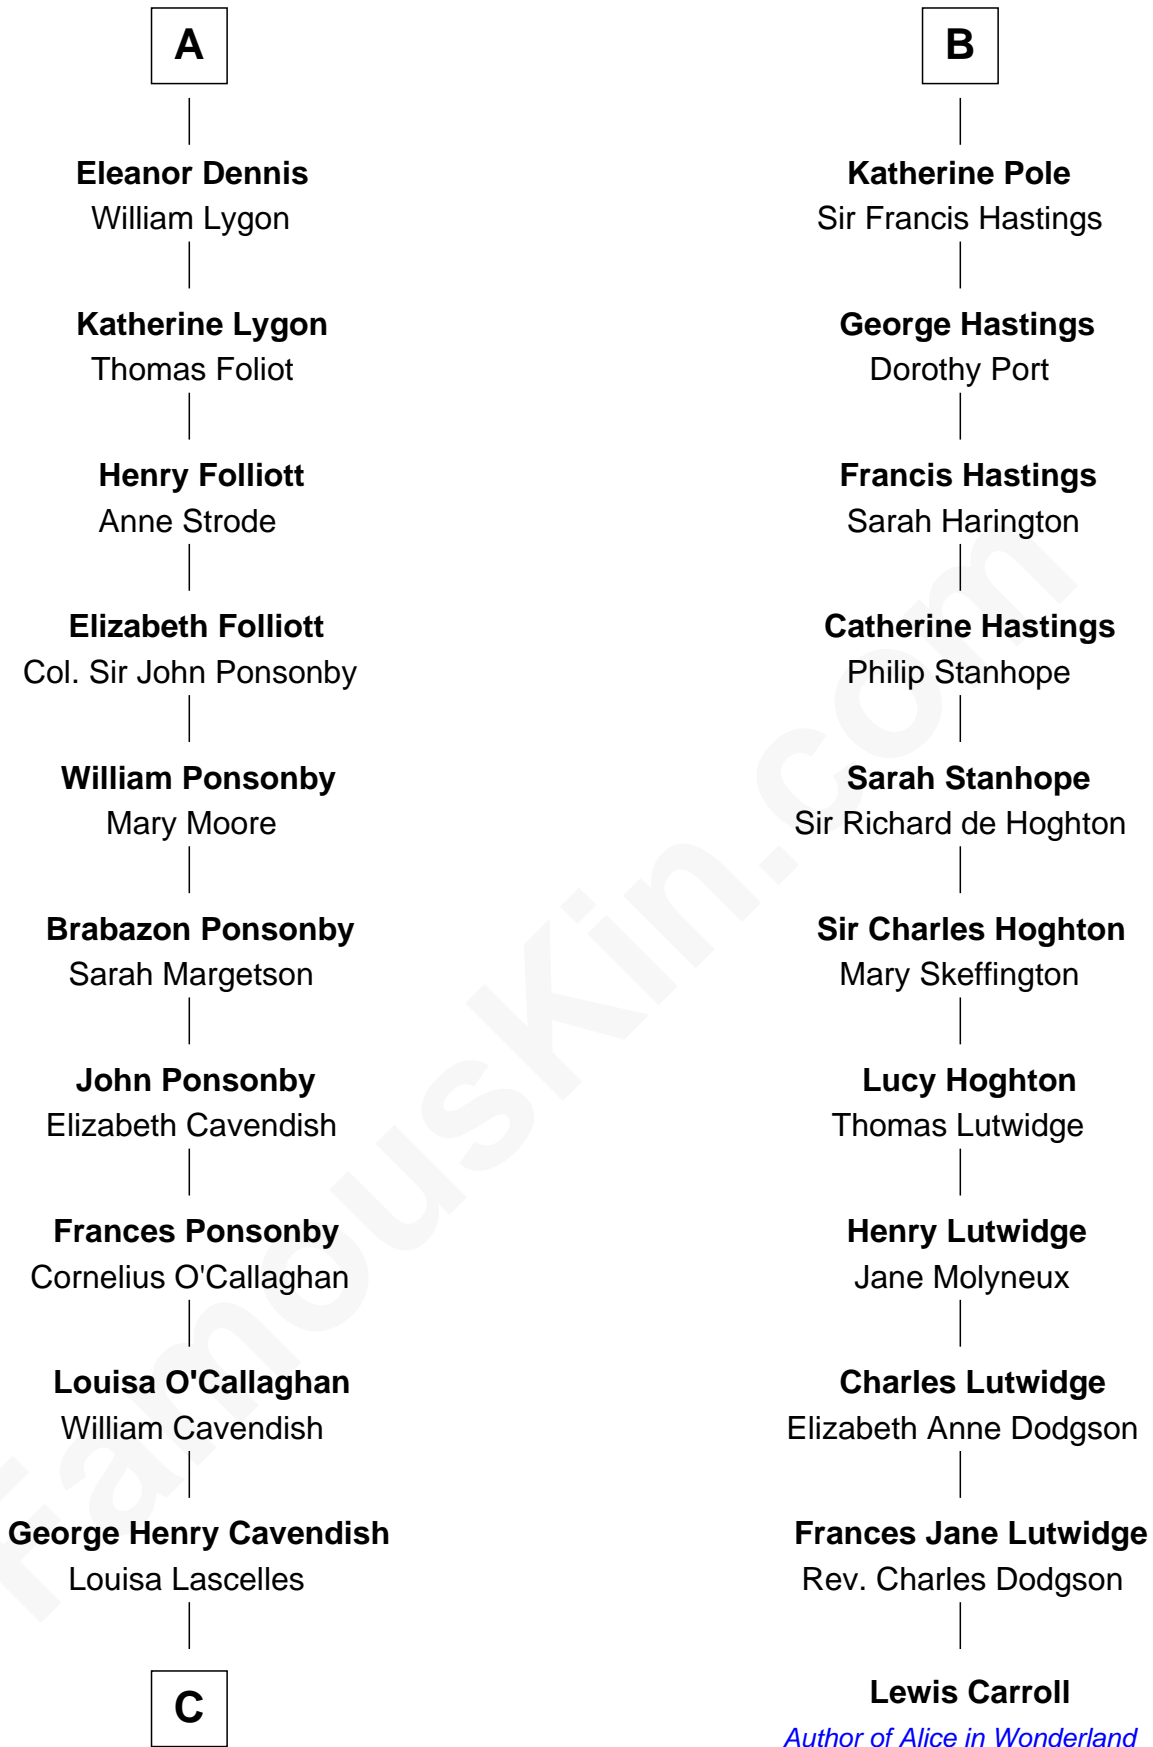 A
Eleanor Dennis
William Lygon
Katherine Lygon
Thomas Foliot
Henry Folliott
Anne Strode
Elizabeth Folliott
Col. Sir John Ponsonby
William Ponsonby
Mary Moore
Brabazon Ponsonby
Sarah Margetson
John Ponsonby
Elizabeth Cavendish
Frances Ponsonby
Cornelius O'Callaghan
Louisa O'Callaghan
William Cavendish
George Henry Cavendish
Louisa Lascelles
C
B
Katherine Pole
Sir Francis Hastings
George Hastings
Dorothy Port
Francis Hastings
Sarah Harington
Catherine Hastings
Philip Stanhope
Sarah Stanhope
Sir Richard de Hoghton
Sir Charles Hoghton
Mary Skeffington
Lucy Hoghton
Thomas Lutwidge
Henry Lutwidge
Jane Molyneux
Charles Lutwidge
Elizabeth Anne Dodgson
Frances Jane Lutwidge
Rev. Charles Dodgson
Lewis Carroll
Author of Alice in Wonderland
FamousKin.com